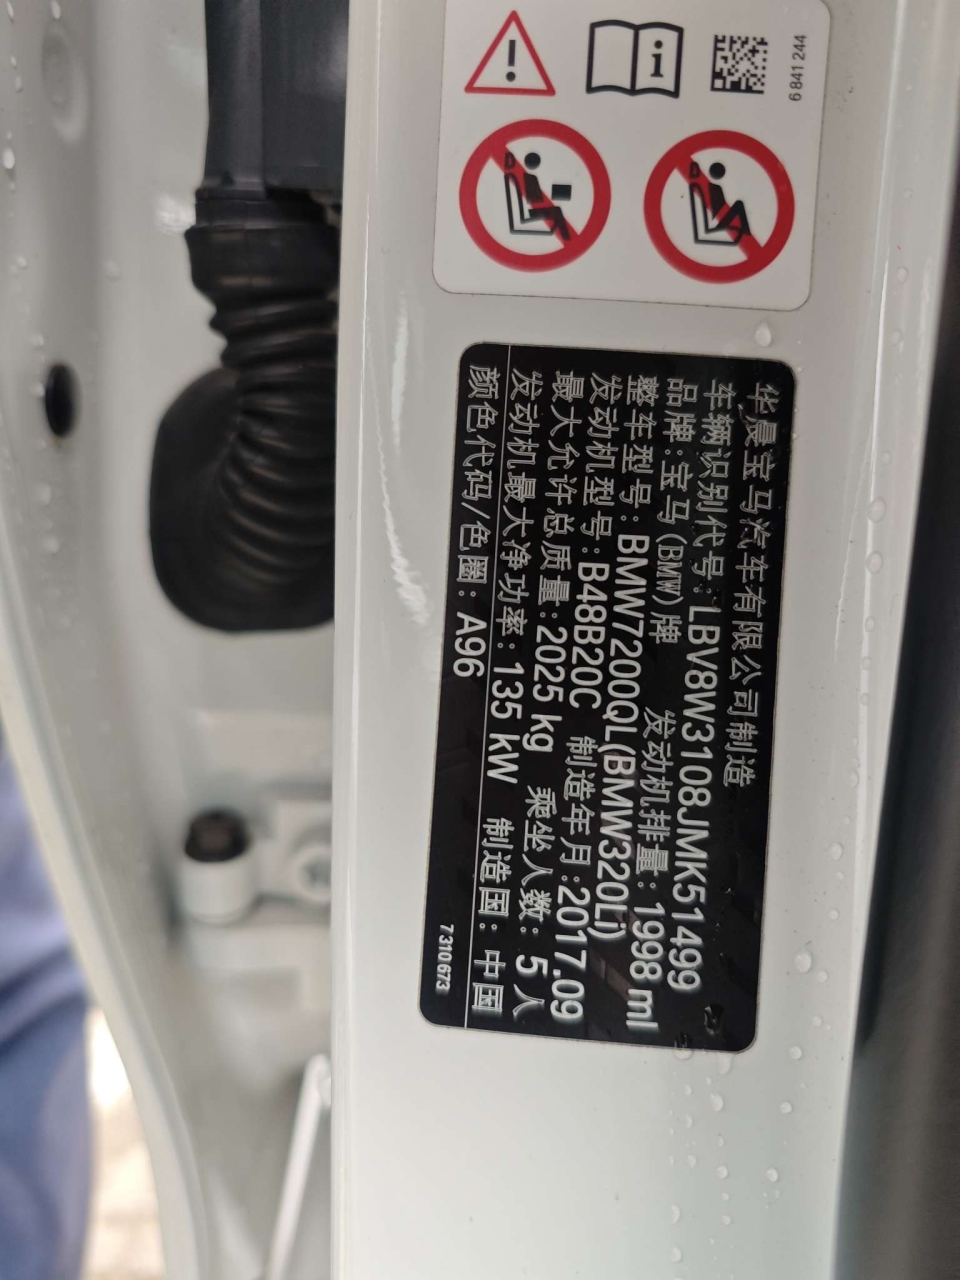 6 841 244
华晨宝马汽车有限公司制造
车辆识别代号: LBV8W3108JMK51499
品牌: 宝马(BMW)牌 发动机排量: 1998 ml
整车型号: BMW7200QL(BMW320Li)
发动机型号: B48B20C 制造年月: 2017.09
最大允许总质量: 2025 kg 乘坐人数: 5 人
发动机最大净功率: 135 kW 制造国: 中国
颜色代码/色圈: A96
7 310 673